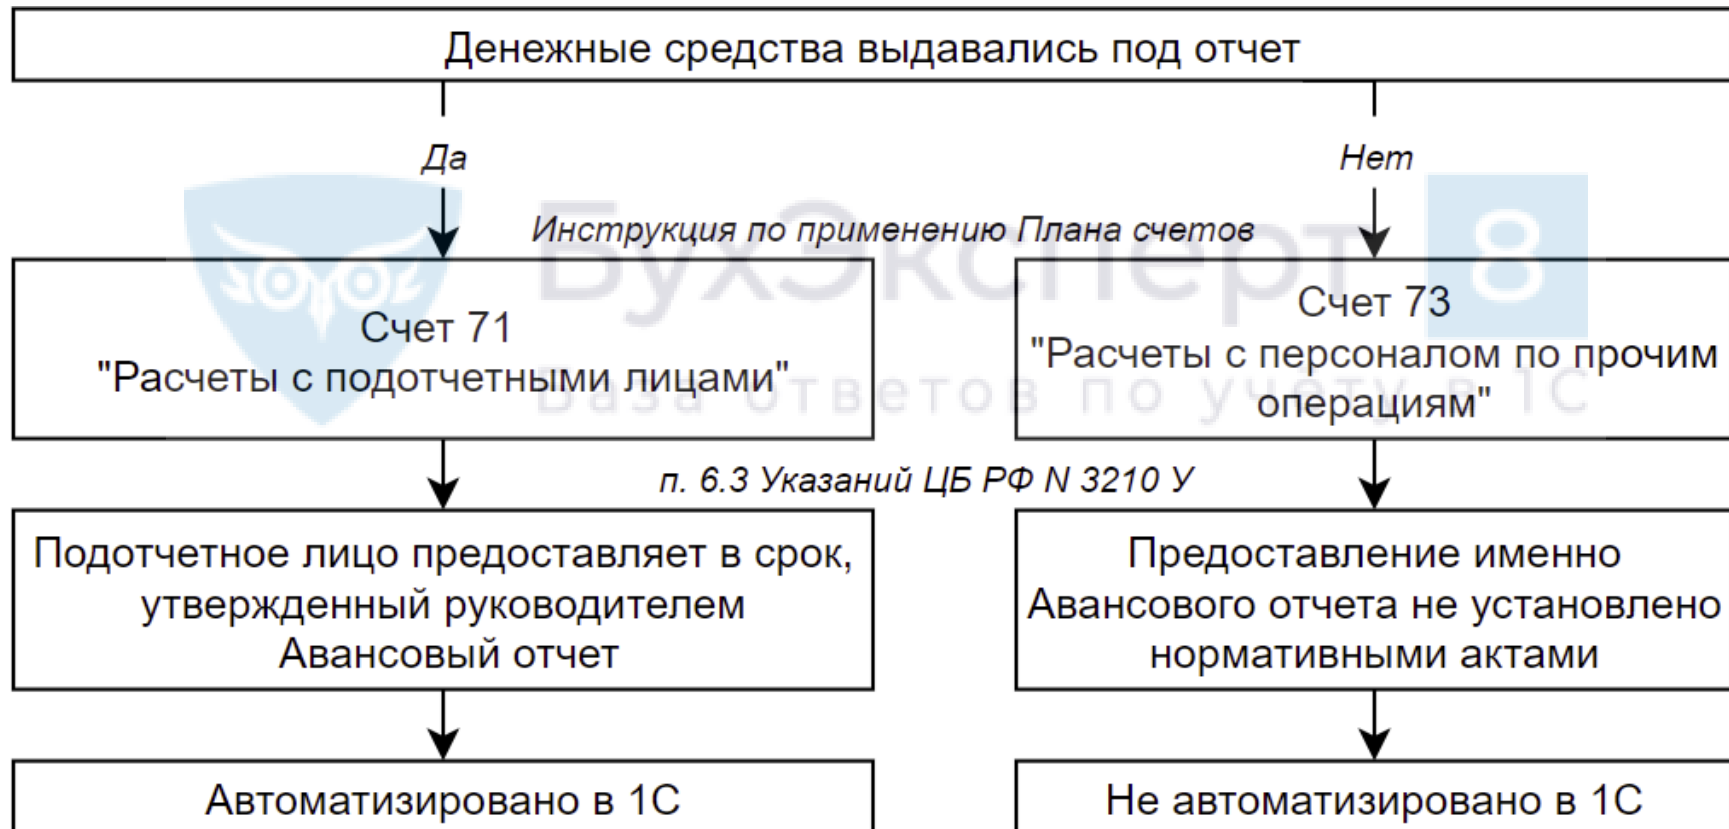 Денежные средства выдавались под отчет
Да
Нет
Инструкция по применению Плана счетов
БухЭксперт 8
База ответов по учету в 1С
Счет 71
"Расчеты с подотчетными лицами"
Счет 73
"Расчеты с персоналом по прочим
операциям"
п. 6.3 Указаний ЦБ РФ N 3210 У
Подотчетное лицо предоставляет в срок,
утвержденный руководителем
Авансовый отчет
Предоставление именно
Авансового отчета не установлено
нормативными актами
Автоматизировано в 1С
Не автоматизировано в 1С